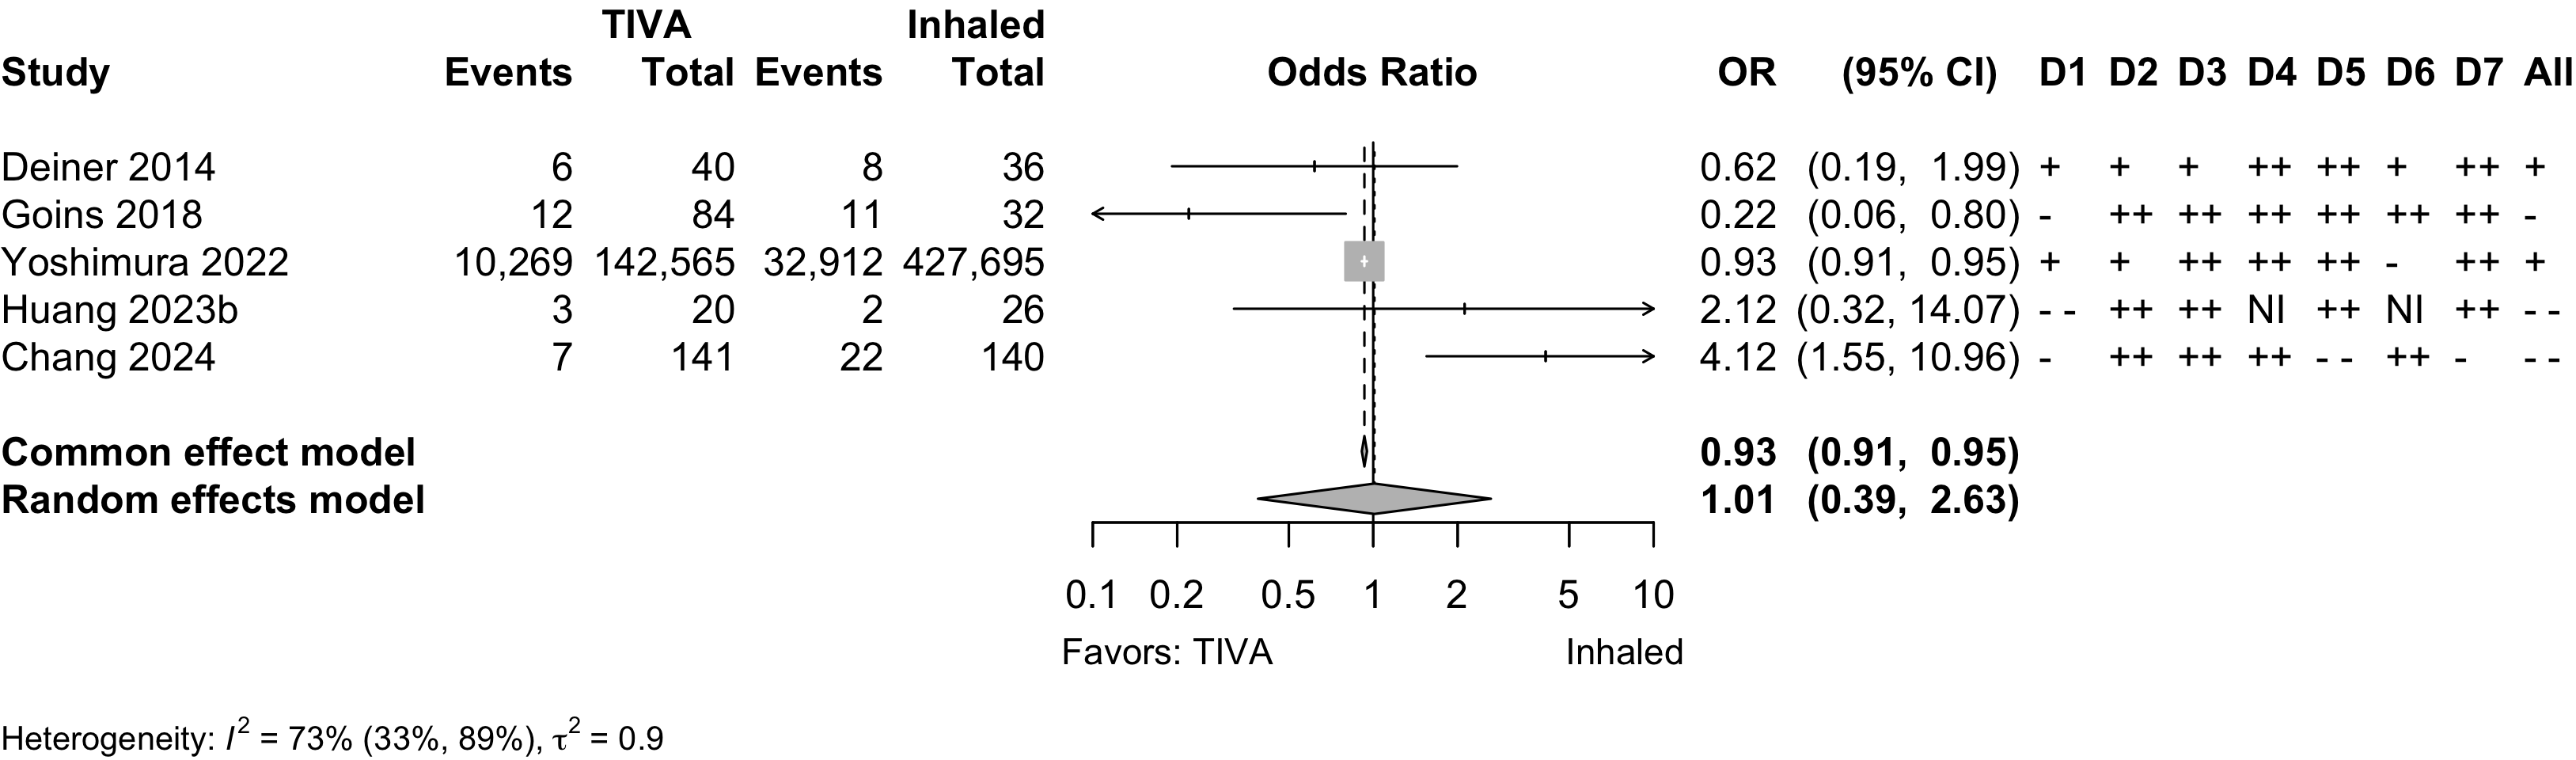 TIVA Inhaled
Study Events Total Events Total Odds Ratio OR (95% CI) D1 D2 D3 D4 D5 D6 D7 All
Deiner 2014 6 40 8 36 0.62 (0.19, 1.99) + + + ++ ++ + ++ +
Goins 2018 12 84 11 32 0.22 (0.06, 0.80) - ++ ++ ++ ++ ++ ++ -
Yoshimura 2022 10,269 142,565 32,912 427,695 0.93 (0.91, 0.95) + + ++ ++ ++ - ++ +
Huang 2023b 3 20 2 26 2.12 (0.32, 14.07) - - ++ ++ NI ++ NI ++ - -
Chang 2024 7 141 22 140 4.12 (1.55, 10.96) - ++ ++ ++ - - ++ - - -
Common effect model 0.93 (0.91, 0.95)
Random effects model 1.01 (0.39, 2.63)
0.1 0.2 0.5 1 2 5 10
Favors: TIVA Inhaled
Heterogeneity: I² = 73% (33%, 89%), τ² = 0.9